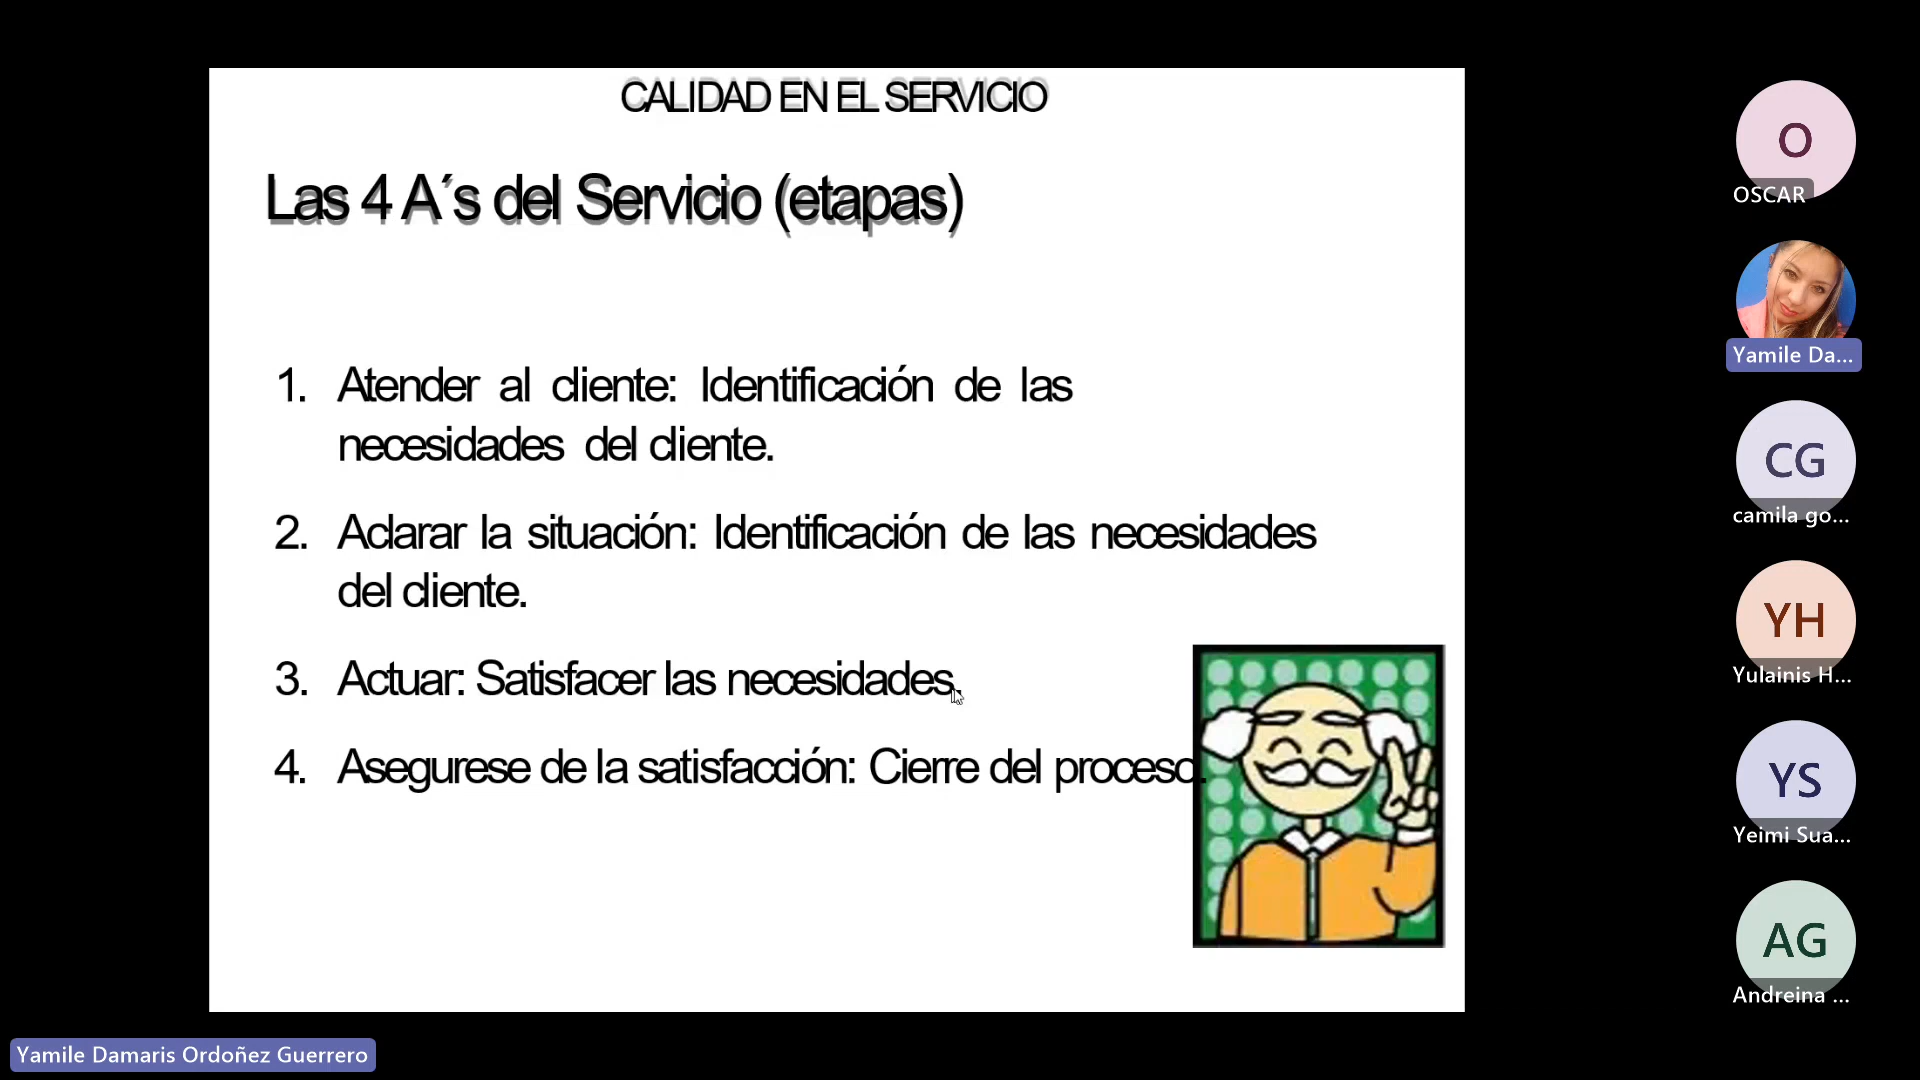 CALIDAD EN EL SERVICIO
Las 4 A´s del Servicio (etapas)
1. Atender al cliente: Identificación de las
necesidades del cliente.
2. Aclarar la situación: Identificación de las necesidades
del cliente.
3. Actuar: Satisfacer las necesidades.
4. Asegurese de la satisfacción: Cierre del proceso.
O
OSCAR
Yamile Da...
CG
camila go...
YH
Yulainis H...
YS
Yeimi Sua...
AG
Andreina ...
Yamile Damaris Ordoñez Guerrero